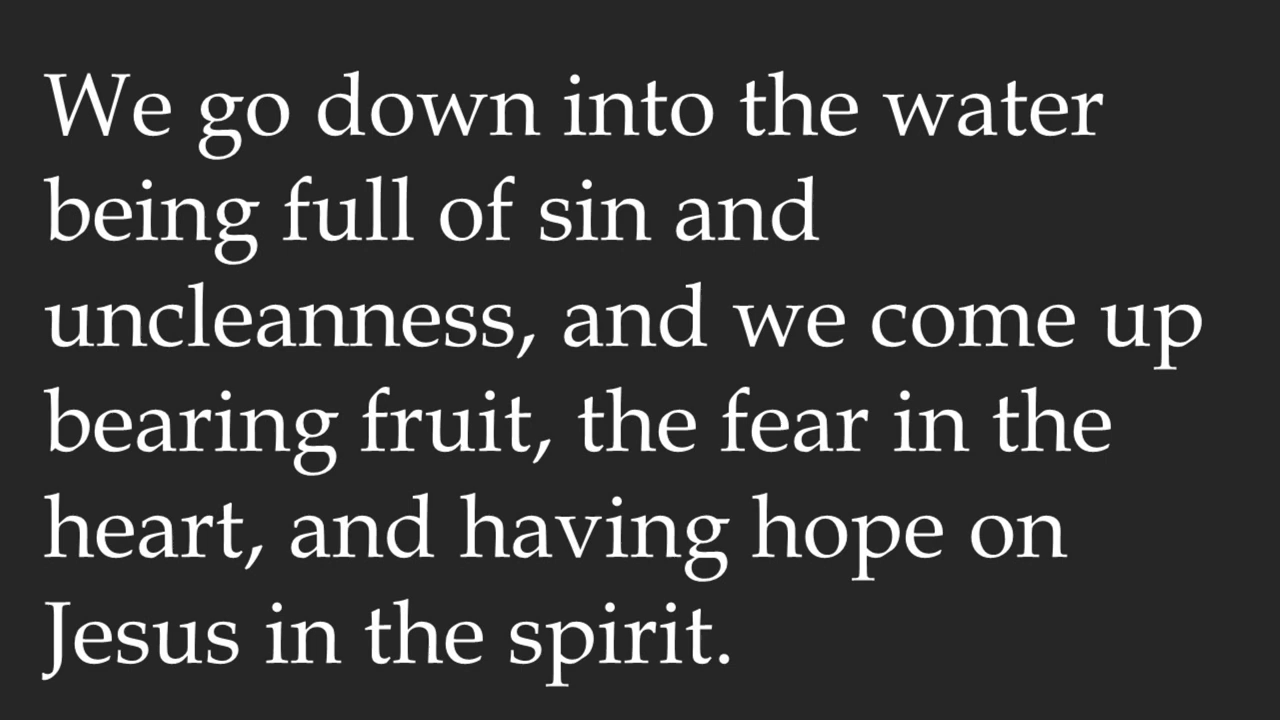 We go down into the water
being full of sin and
uncleanness, and we come up
bearing fruit, the fear in the
heart, and having hope on
Jesus in the spirit.